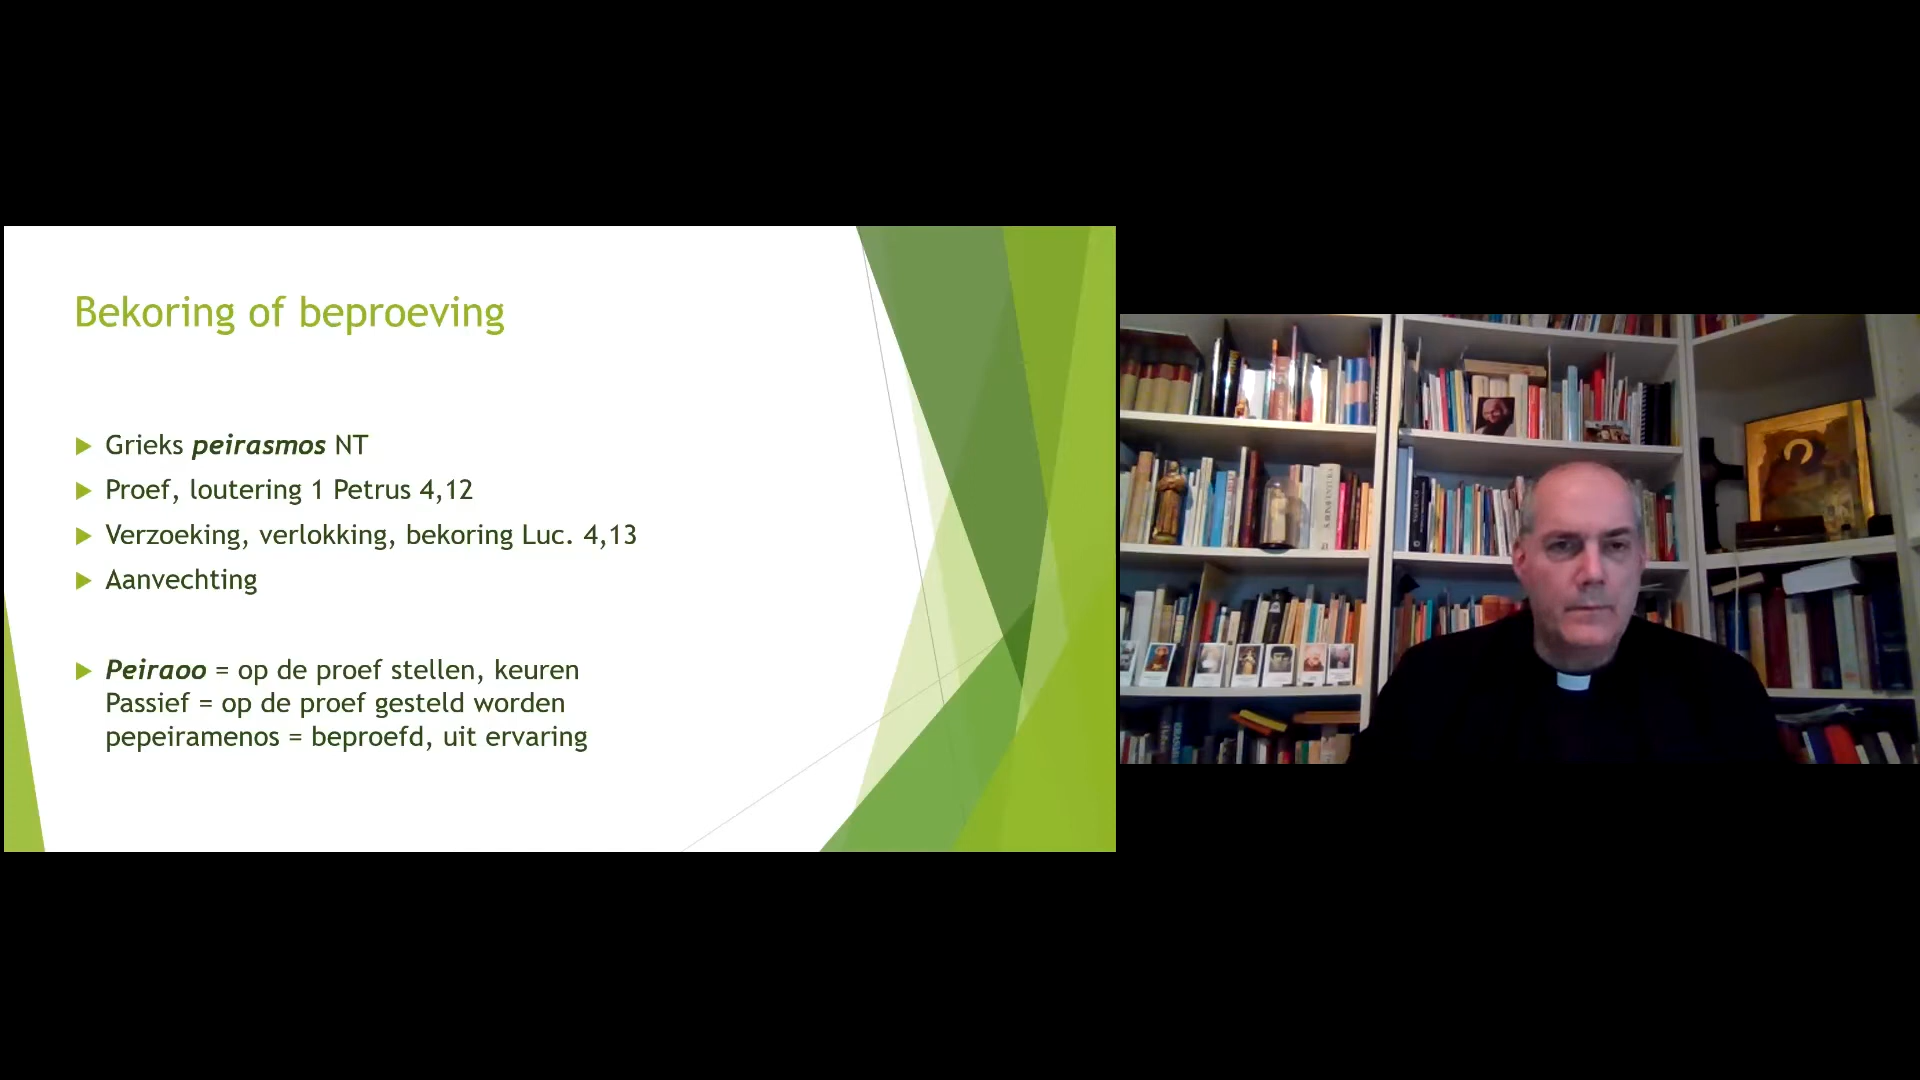 Bekoring of beproeving
Grieks peirasmos NT
Proef, loutering 1 Petrus 4,12
Verzoeking, verlokking, bekoring Luc. 4,13
Aanvechting
Peiraoo = op de proef stellen, keuren
Passief = op de proef gesteld worden
pepeiramenos = beproefd, uit ervaring